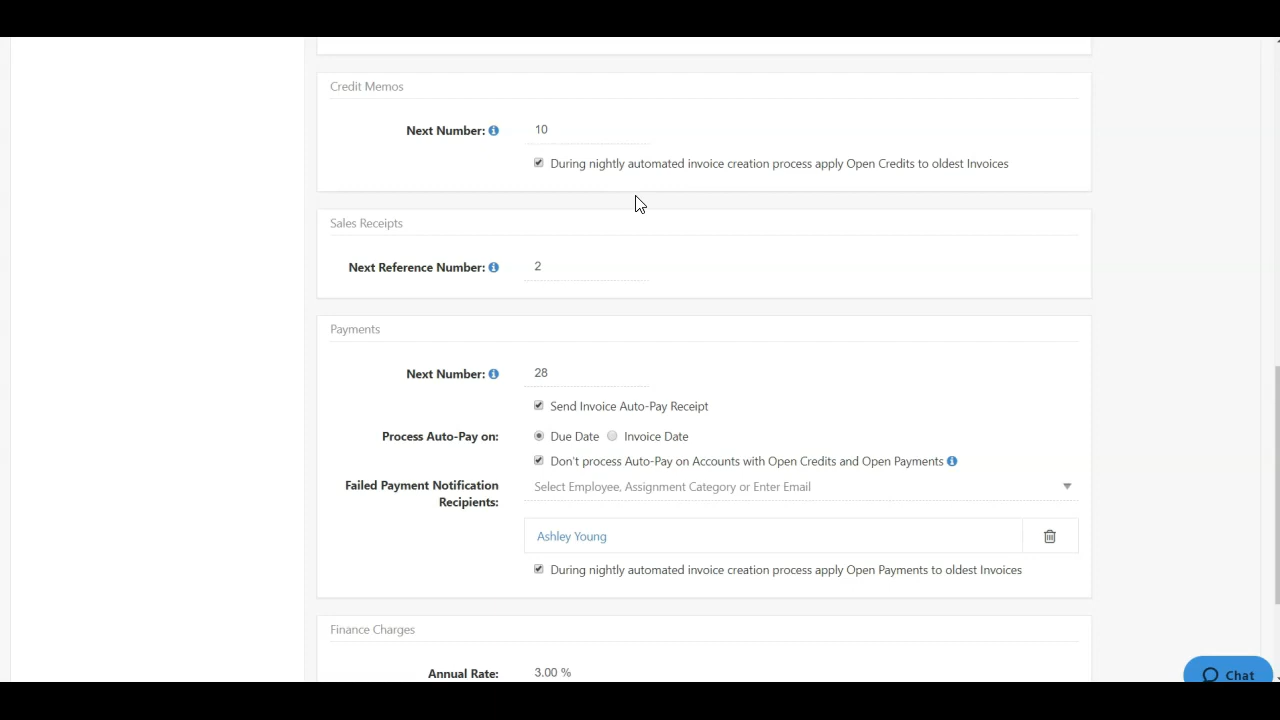 Credit Memos
Next Number: 10
During nightly automated invoice creation process apply Open Credits to oldest Invoices
Sales Receipts
Next Reference Number: 2
Payments
Next Number: 28
Send Invoice Auto-Pay Receipt
Process Auto-Pay on: Due Date Invoice Date
Don't process Auto-Pay on Accounts with Open Credits and Open Payments
Failed Payment Notification
Recipients:
Select Employee, Assignment Category or Enter Email
Ashley Young
During nightly automated invoice creation process apply Open Payments to oldest Invoices
Finance Charges
Annual Rate: 3.00 %
Chat